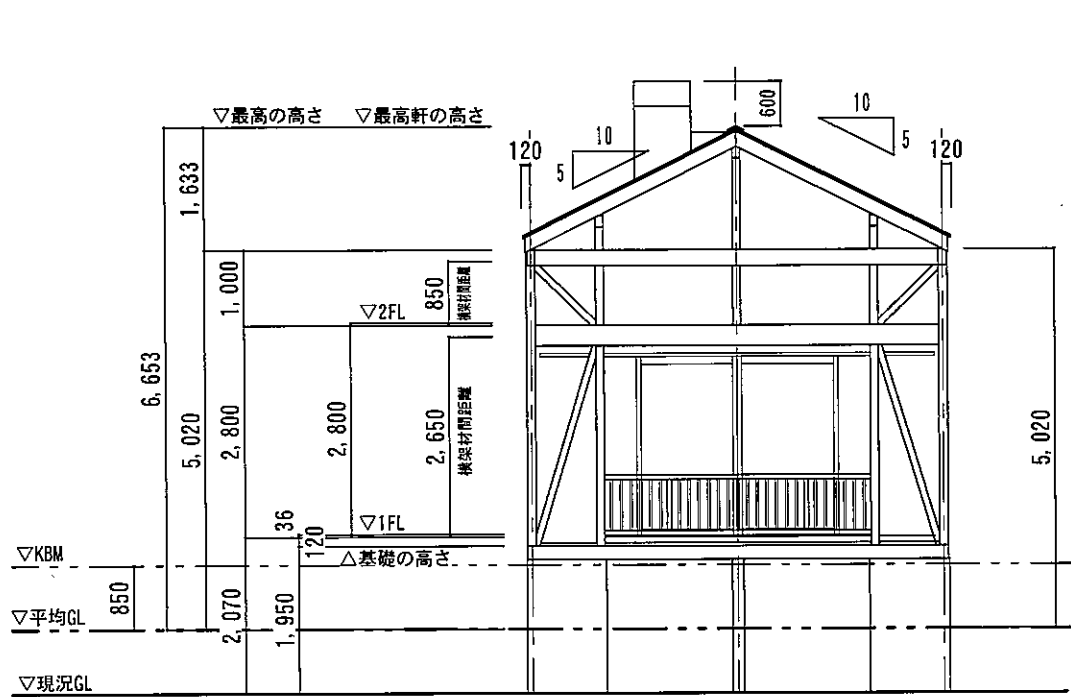 ▽最高の高さ
▽最高軒の高さ
600
10
5
10
5
120
120
1,633
850
横架材間距離
1,000
▽2FL
6,653
5,020
2,800
2,800
2,650
横架材間距離
5,020
36
120
▽1FL
△基礎の高さ
▽KBM
850
2,070
1,950
▽平均GL
▽現況GL